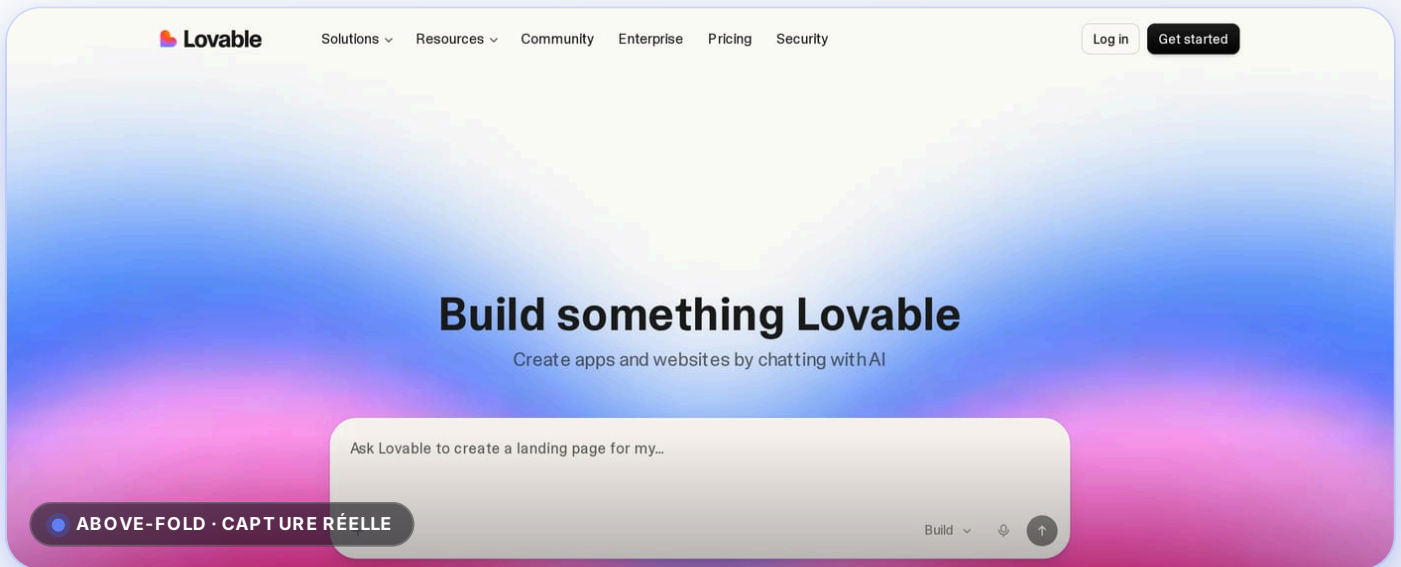 Lovable Solutions Resources Community Enterprise Pricing Security Log in Get started
Build something Lovable
Create apps and websites by chatting with AI
Ask Lovable to create a landing page for my...
ABOVE-FOLD · CAPTURE RÉELLE
Build